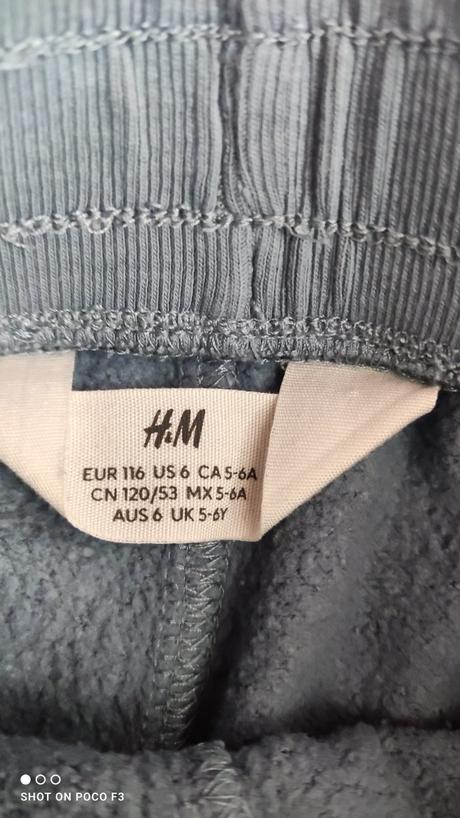 H&M
EUR 116 US 6 CA 5-6A
CN 120/53 MX 5-6A
AUS 6 UK 5-6Y
SHOT ON POCO F3